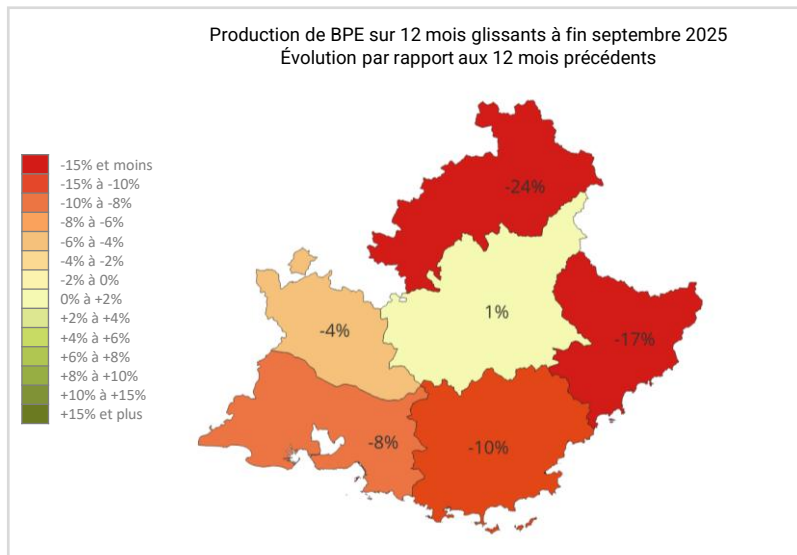 Production de BPE sur 12 mois glissants à fin septembre 2025
Évolution par rapport aux 12 mois précédents
-15% et moins
-15% à -10%
-10% à -8%
-8% à -6%
-6% à -4%
-4% à -2%
-2% à 0%
0% à +2%
+2% à +4%
+4% à +6%
+6% à +8%
+8% à +10%
+10% à +15%
+15% et plus
-24%
1%
-4%
-17%
-8%
-10%